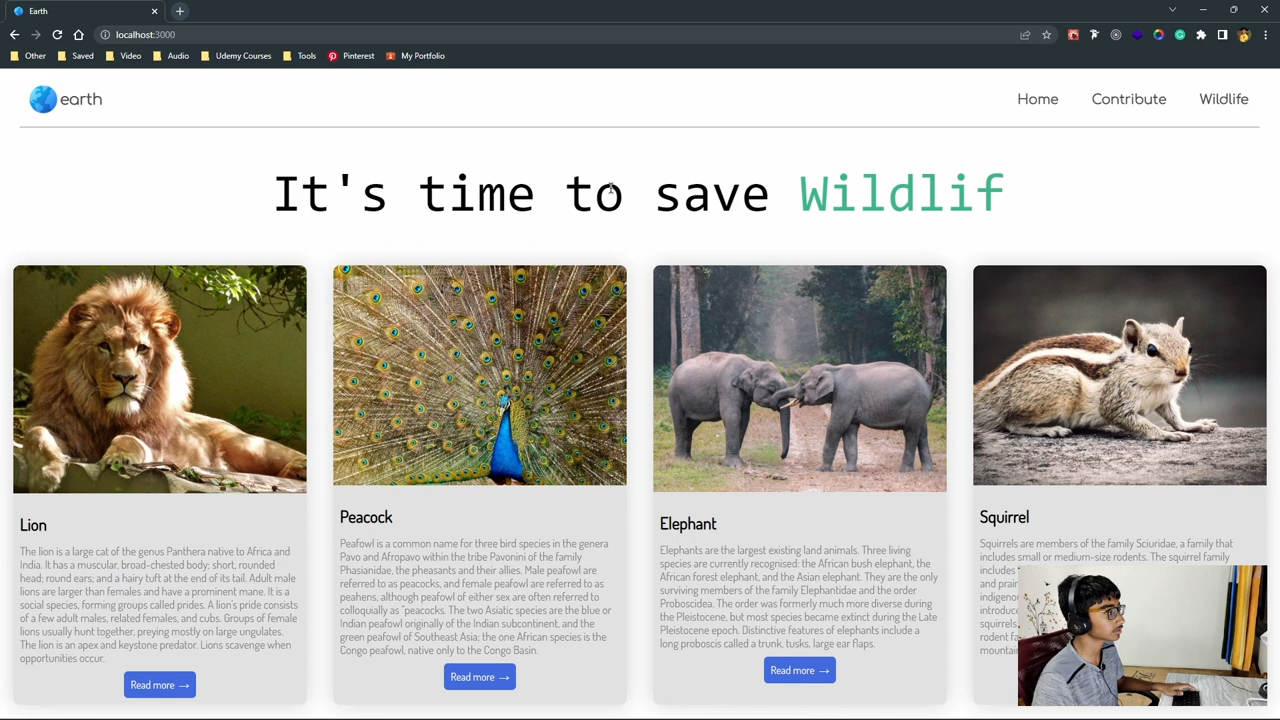 Earth
localhost:3000
Other Saved Video Audio Udemy Courses Tools Pinterest My Portfolio
earth
Home Contribute Wildlife
It's time to save Wildlif
Lion
The lion is a large cat of the genus Panthera native to Africa and
India. It has a muscular, broad-chested body; short, rounded
head; round ears; and a hairy tuft at the end of its tail. Adult male
lions are larger than females and have a prominent mane. It is a
social species, forming groups called prides. A lion's pride consists
of a few adult males, related females, and cubs. Groups of female
lions usually hunt together, preying mostly on large ungulates.
The lion is an apex and keystone predator. Lions scavenge when
opportunities occur.
Read more →
Peacock
Peafowl is a common name for three bird species in the genera
Pavo and Afropavo within the tribe Pavonini of the family
Phasianidae, the pheasants and their allies. Male peafowl are
referred to as peacocks, and female peafowl are referred to as
peahens, although peafowl of either sex are often referred to
colloquially as "peacocks. The two Asiatic species are the blue or
Indian peafowl originally of the Indian subcontinent, and the
green peafowl of Southeast Asia; the one African species is the
Congo peafowl, native only to the Congo Basin.
Read more →
Elephant
Elephants are the largest existing land animals. Three living
species are currently recognised: the African bush elephant, the
African forest elephant, and the Asian elephant. They are the only
surviving members of the family Elephantidae and the order
Proboscidea. The order was formerly much more diverse during
the Pleistocene, but most species became extinct during the Late
Pleistocene epoch. Distinctive features of elephants include a
long proboscis called a trunk, tusks, large ear flaps.
Read more →
Squirrel
Squirrels are members of the family Sciuridae, a family that
includes small or medium-size rodents. The squirrel family
includes
and prair
indigenou
introduce
squirrels,
rodent fa
mountain